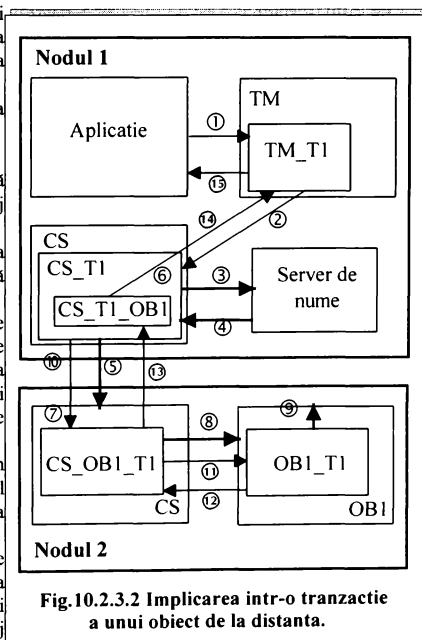 Nodul 1
TM
Aplicatie
①
TM_T1
⑮
⑭
②
CS
CS_T1
⑥
③
Server de
nume
CS_T1_OB1
④
⑩
⑤
⑬
⑦
⑧
⑨
CS_OB1_T1
⑪
OB1_T1
⑫
CS
OB1
Nodul 2
Fig.10.2.3.2 Implicarea intr-o tranzactie
a unui obiect de la distanta.